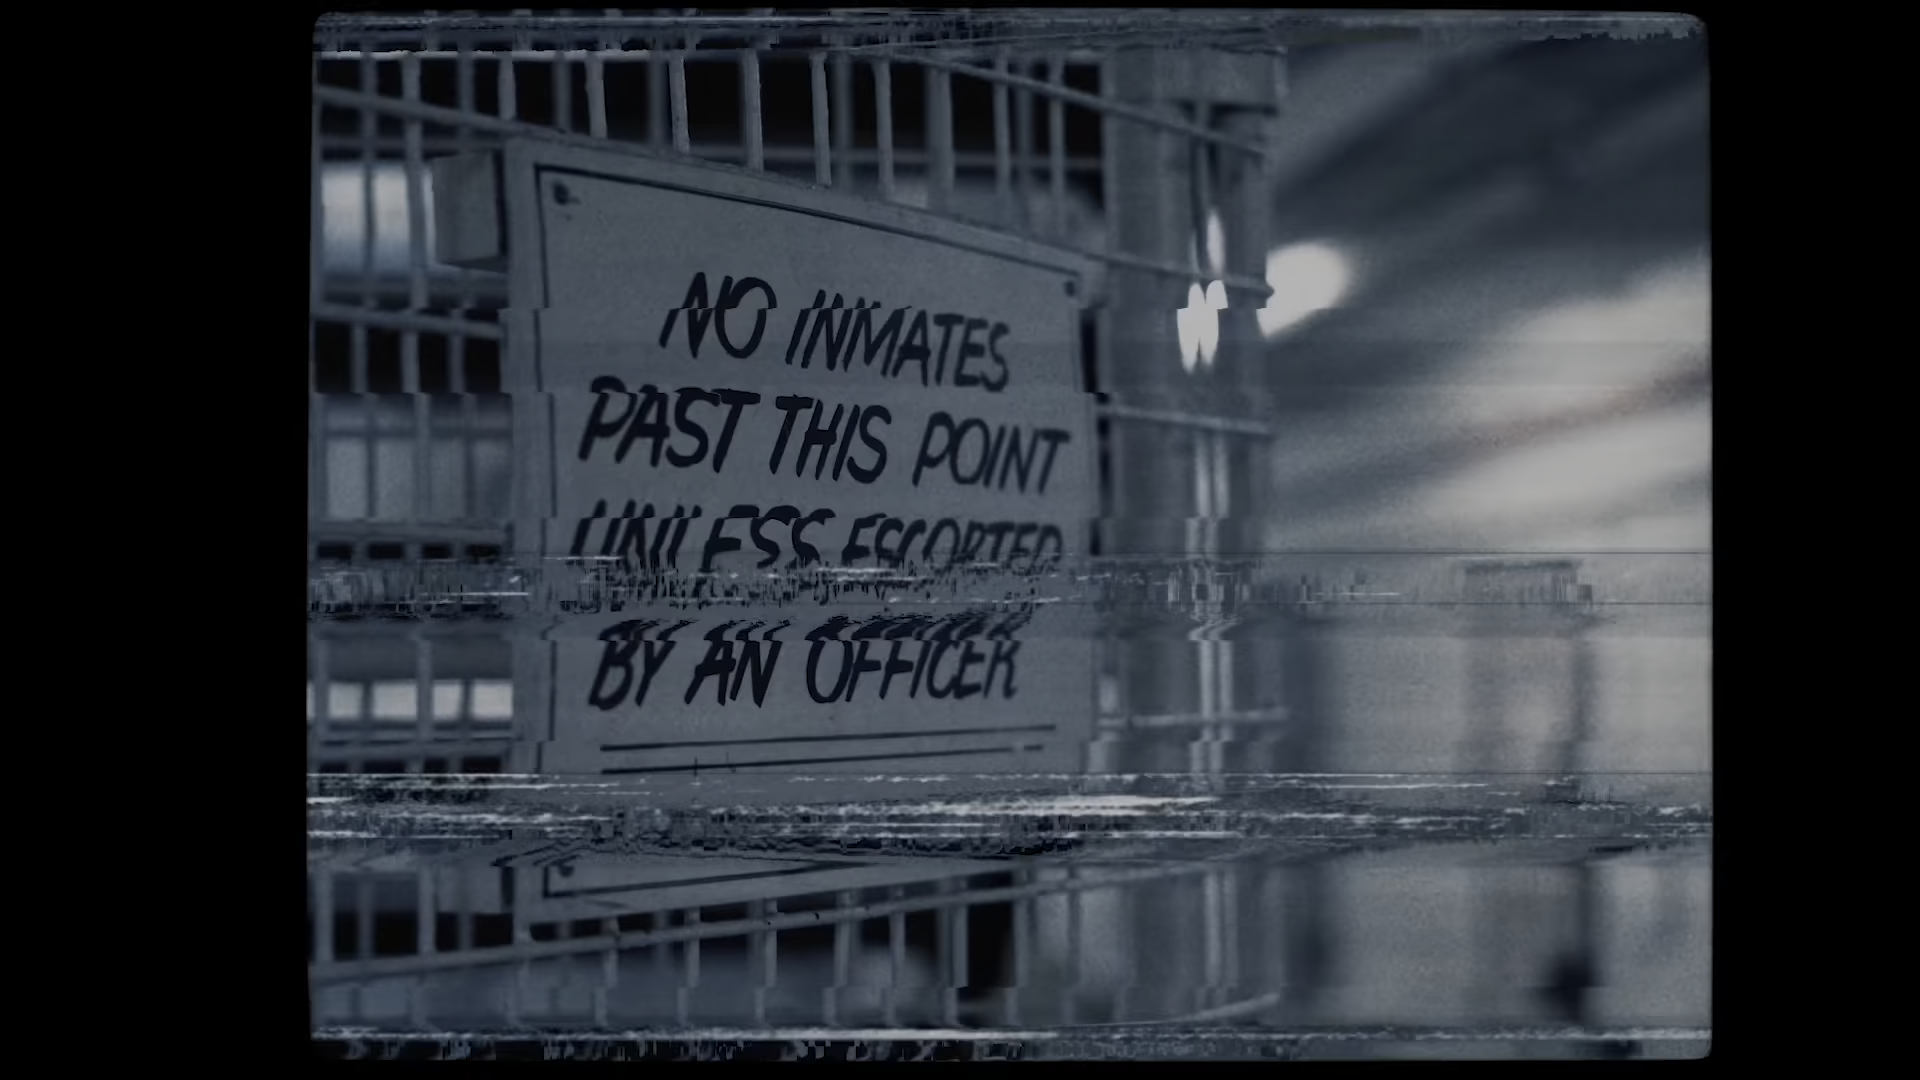 NO INMATES
PAST THIS POINT
UNLESS ESCORTED
BY AN OFFICER